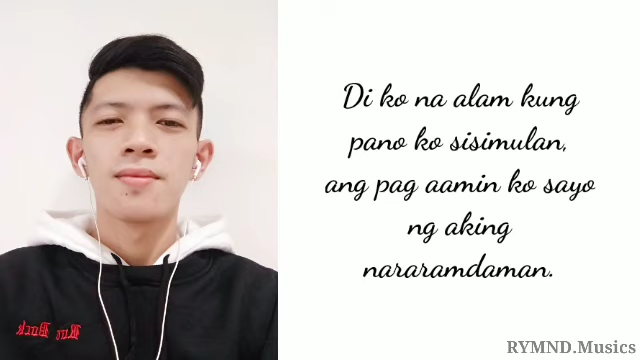 Di ko na alam kung
pano ko sisimulan,
ang pag aamin ko sayo
ng aking
nararamdaman.
RYMND.Musics